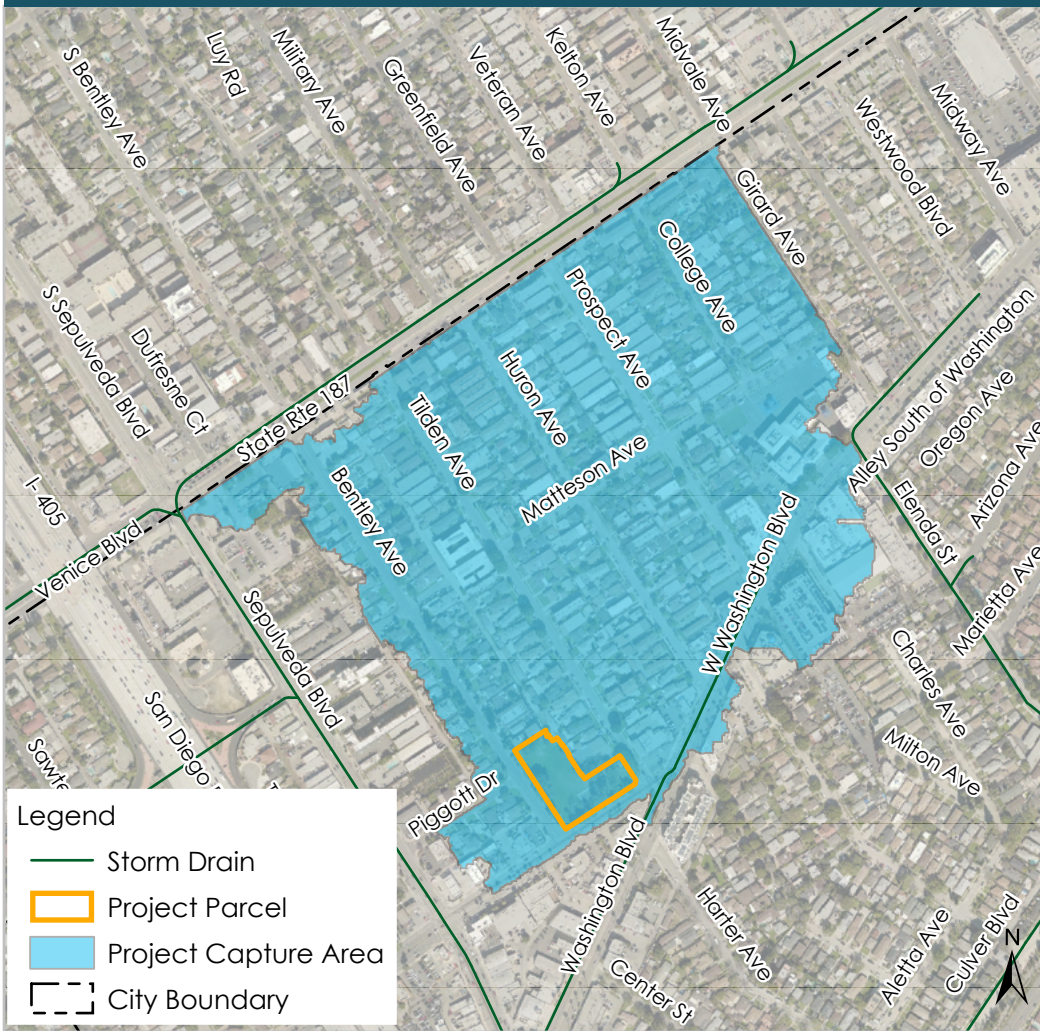 S Bentley Ave
Luy Rd
Military Ave
Greenfield Ave
Veteran Ave
Kelton Ave
Midvale Ave
Westwood Blvd
Midway Ave
Girard Ave
College Ave
Prospect Ave
Huron Ave
Tilden Ave
Matteson Ave
Bentley Ave
State Rte 187
S Sepulveda Blvd
Dufresne Ct
I- 405
Venice Blvd
Sepulveda Blvd
San Diego
Piggott Dr
W Washington Blvd
Alley South of Washington
Oregon Ave
Arizona Ave
Elenda St
Marietta Ave
Charles Ave
Milton Ave
Washington Blvd
Harter Ave
Center St
Aletta Ave
Culver Blvd
N
Sawte
Legend
Storm Drain
Project Parcel
Project Capture Area
City Boundary